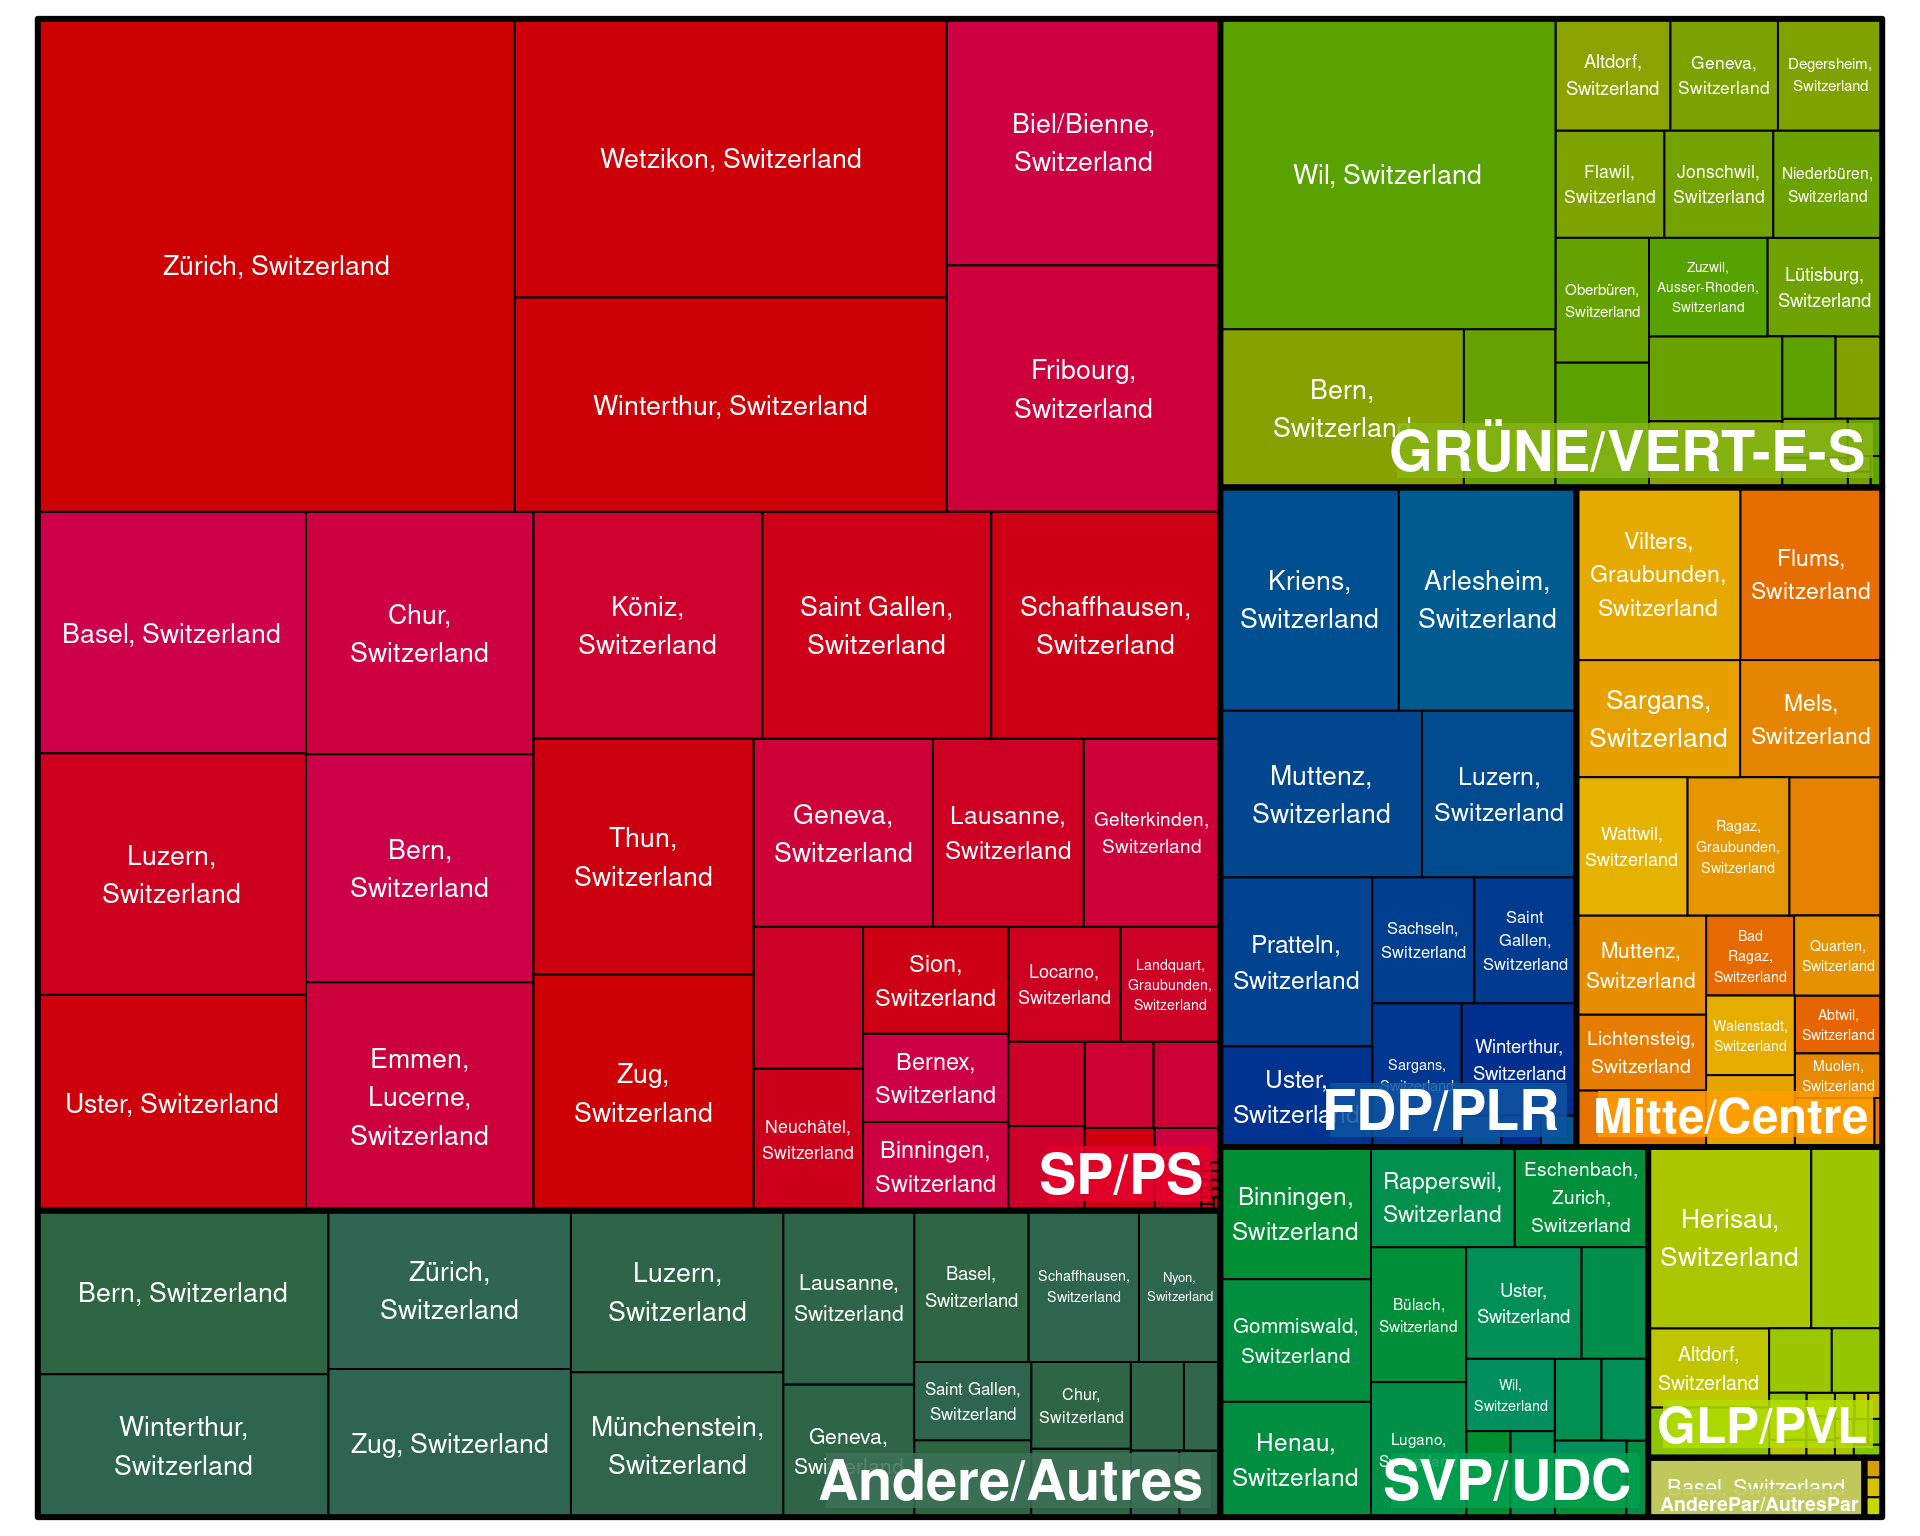 Zürich, Switzerland
Wetzikon, Switzerland
Winterthur, Switzerland
Biel/Bienne,
Switzerland
Fribourg,
Switzerland
Basel, Switzerland
Chur,
Switzerland
Köniz,
Switzerland
Saint Gallen,
Switzerland
Schaffhausen,
Switzerland
Luzern,
Switzerland
Bern,
Switzerland
Thun,
Switzerland
Geneva,
Switzerland
Lausanne,
Switzerland
Gelterkinden,
Switzerland
Uster, Switzerland
Emmen,
Lucerne,
Switzerland
Zug,
Switzerland
Sion,
Switzerland
Locarno,
Switzerland
Landquart,
Graubunden,
Switzerland
Bernex,
Switzerland
Neuchâtel,
Switzerland
Binningen,
Switzerland
SP/PS
Wil, Switzerland
Altdorf,
Switzerland
Geneva,
Switzerland
Degersheim,
Switzerland
Flawil,
Switzerland
Jonschwil,
Switzerland
Niederbüren,
Switzerland
Oberbüren,
Switzerland
Zuzwil,
Ausser-Rhoden,
Switzerland
Lütisburg,
Switzerland
Bern,
Switzerland
GRÜNE/VERT-E-S
Kriens,
Switzerland
Arlesheim,
Switzerland
Muttenz,
Switzerland
Luzern,
Switzerland
Pratteln,
Switzerland
Sachseln,
Switzerland
Saint
Gallen,
Switzerland
Uster,
Switzerland
Sargans,
Switzerland
Winterthur,
Switzerland
FDP/PLR
Vilters,
Graubunden,
Switzerland
Flums,
Switzerland
Sargans,
Switzerland
Mels,
Switzerland
Wattwil,
Switzerland
Ragaz,
Graubunden,
Switzerland
Muttenz,
Switzerland
Bad
Ragaz,
Switzerland
Quarten,
Switzerland
Lichtensteig,
Switzerland
Walenstadt,
Switzerland
Abtwil,
Switzerland
Muolen,
Switzerland
Mitte/Centre
Bern, Switzerland
Zürich,
Switzerland
Luzern,
Switzerland
Lausanne,
Switzerland
Basel,
Switzerland
Schaffhausen,
Switzerland
Nyon,
Switzerland
Winterthur,
Switzerland
Zug, Switzerland
Münchenstein,
Switzerland
Geneva,
Switzerland
Saint Gallen,
Switzerland
Chur,
Switzerland
Andere/Autres
Binningen,
Switzerland
Rapperswil,
Switzerland
Eschenbach,
Zurich,
Switzerland
Gommiswald,
Switzerland
Bülach,
Switzerland
Uster,
Switzerland
Wil,
Switzerland
Henau,
Switzerland
Lugano,
SVP/UDC
Herisau,
Switzerland
Altdorf,
Switzerland
GLP/PVL
Basel, Switzerland
AnderePar/AutresPar